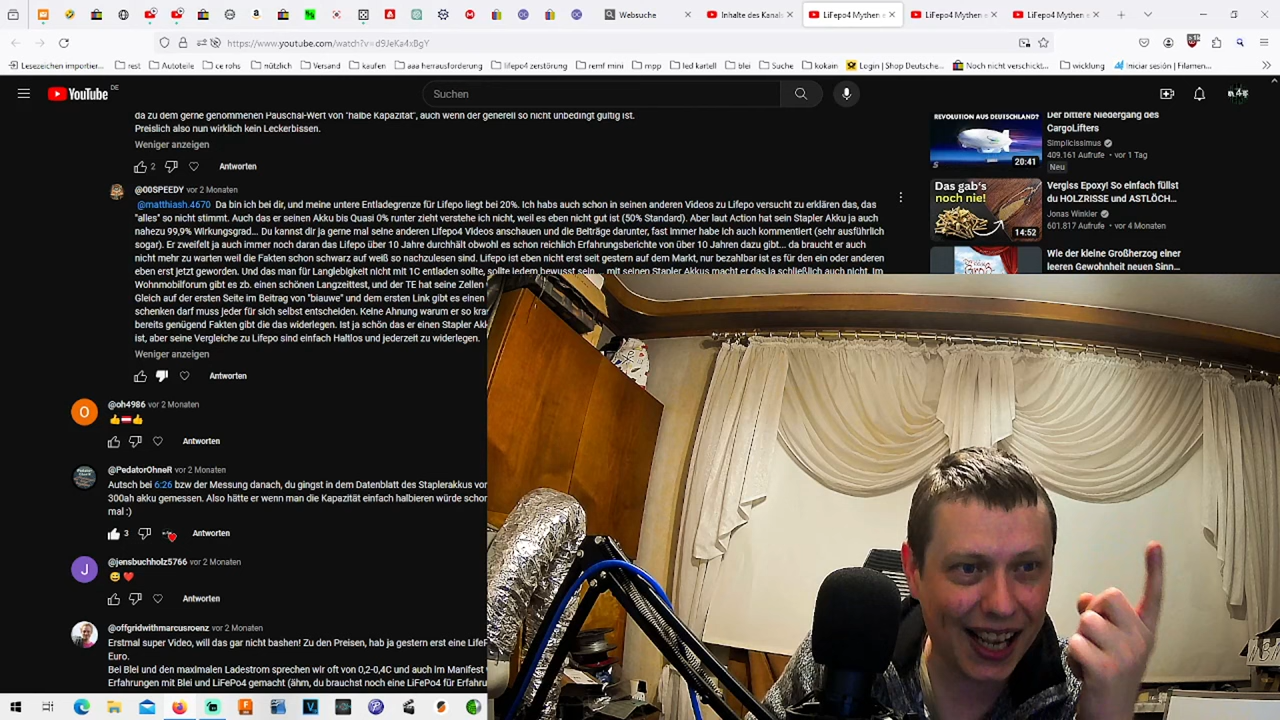 Websuche
Inhalte des Kanals
LiFepo4 Mythen
LiFepo4 Mythen
LiFepo4 Mythen
https://www.youtube.com/watch?v=d9JeKa4xBgY
Lesezeichen importier...
rest
Autoteile
ce rohs
nützlich
Versand
kaufen
aaa herrausforderung
lifepo4 zerstörung
remf mini
mpp
led kartell
blei
Suche
kokain
Login | Shop Deutsche...
Noch nicht verschickt...
wicklung
Iniciar sesión | Filamen...
YouTube DE
Suchen
da zu dem gerne genommenen Pauschal-Wert von "halbe Kapazität", auch wenn der generell so nicht unbedingt gültig ist.
Preislich also nun wirklich kein Leckerbissen.
Weniger anzeigen
2 Antworten
@00SPEEDY vor 2 Monaten
@matthiash.4670 Da bin ich bei dir, und meine untere Entladegrenze für Lifepo liegt bei 20%. Ich habs auch schon in seinen anderen Videos zu Lifepo versucht zu erklären das, das
"alles" so nicht stimmt. Auch das er seinen Akku bis Quasi 0% runter zieht verstehe ich nicht, weil es eben nicht gut ist (50% Standard). Aber laut Action hat sein Stapler Akku ja auch
nahezu 99,9% Wirkungsgrad... Du kannst dir ja gerne mal seine anderen Lifepo4 Videos anschauen und die Beiträge darunter, fast immer habe ich auch kommentiert (sehr ausführlich
sogar). Er zweifelt ja auch immer noch daran das Lifepo über 10 Jahre durchhält obwohl es schon reichlich Erfahrungsberichte von über 10 Jahren dazu gibt... da braucht er auch
nicht mehr zu warten weil die Fakten schon schwarz auf weiß so nachzulesen sind. Lifepo ist eben nicht erst seit gestern auf dem Markt, nur bezahlbar ist es für den ein oder anderen
eben erst jetzt geworden. Und das man für Langlebigkeit nicht mit 1C entladen sollte, sollte jedem bewusst sein... mit seinen Stapler Akkus macht er das ja schließlich auch nicht. Im
Wohnmobilforum gibt es zb. einen schönen Langzeittest, und der TE hat seine Zellen
Gleich auf der ersten Seite im Beitrag von "biauwe" und dem ersten Link gibt es einen
schenken darf muss jeder für sich selbst entscheiden. Keine Ahnung warum er so
bereits genügend Fakten gibt die das widerlegen. Ist ja schön das er einen Stapler
ist, aber seine Vergleiche zu Lifepo sind einfach Haltlos und jederzeit zu widerlegen.
Weniger anzeigen
Antworten
O @oh4986 vor 2 Monaten
👍🇦🇹👍
Antworten
@PedatorOhneR vor 2 Monaten
Autsch bei 6:26 bzw der Messung danach, du gingst in dem Datenblatt des Staplerakkus von
300ah akku gemessen. Also hätte er wenn man die Kapazität einfach halbieren würde
mal :)
3 Antworten
J @jensbuchholz5766 vor 2 Monaten
😅❤️
Antworten
@offgridwithmarcusroenz vor 2 Monaten
Erstmal super Video, will das gar nicht bashen! Zu den Preisen, hab ja gestern erst eine
Euro.
Bei Blei und den maximalen Ladestrom sprechen wir oft von 0,2-0,4C und auch im Manifest
Erfahrungen mit Blei und LiFePo4 gemacht (ähm, du brauchst noch eine LiFePo4 für
REVOLUTION AUS DEUTSCHLAND?
20:41
Der bittere Niedergang des
CargoLifters
Simplicissimus
409.161 Aufrufe • vor 1 Tag
Neu
Das gab's
noch nie!
14:52
Vergiss Epoxy! So einfach füllst
du HOLZRISSE und ASTLÖCH...
Jonas Winkler
601.817 Aufrufe • vor 4 Monaten
Wie der kleine Großherzog einer
leeren Gewohnheit neuen Sinn...